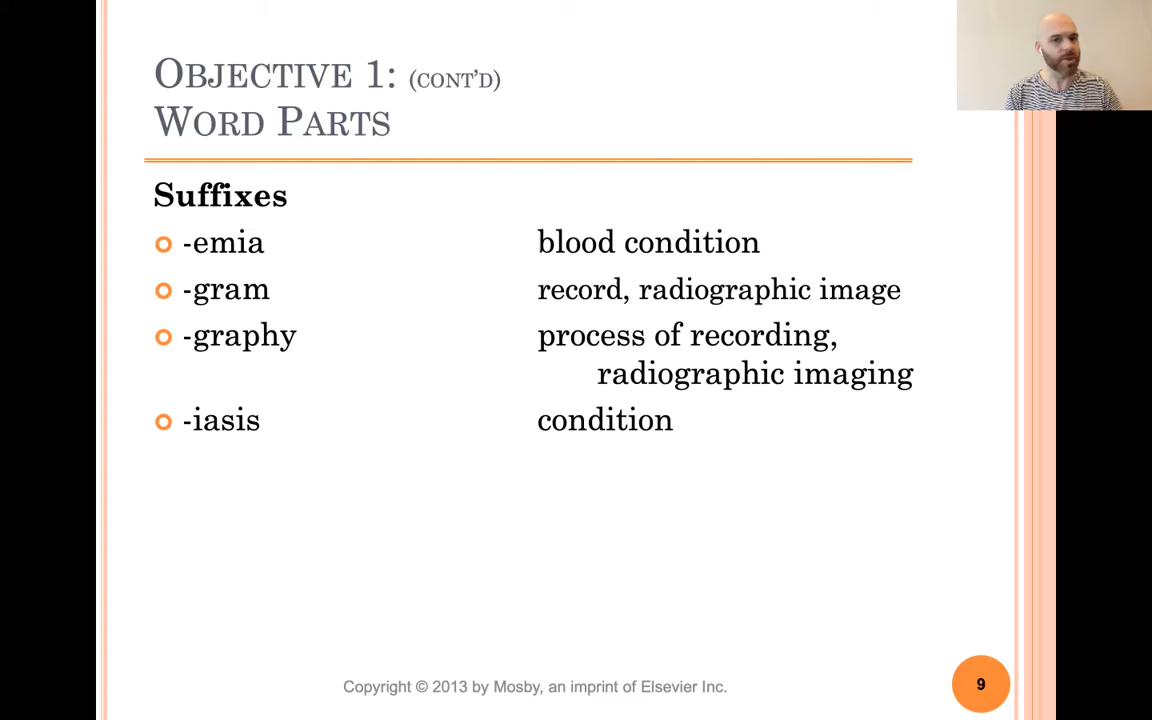 OBJECTIVE 1: (CONT'D)
WORD PARTS
Suffixes
-emia blood condition
-gram record, radiographic image
-graphy process of recording,
radiographic imaging
-iasis condition
Copyright © 2013 by Mosby, an imprint of Elsevier Inc.
9